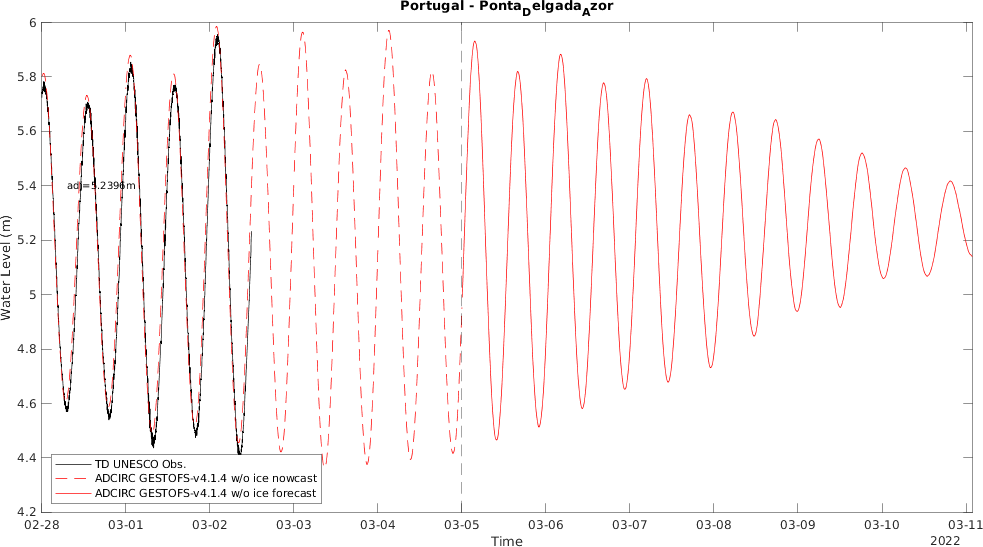 Portugal - Ponta_Delgada_Azor
6
5.8
5.6
5.4
5.2
5
4.8
4.6
4.4
4.2
Water Level (m)
adj=5.2396m
TD UNESCO Obs.
ADCIRC GESTOFS-v4.1.4 w/o ice nowcast
ADCIRC GESTOFS-v4.1.4 w/o ice forecast
02-28 03-01 03-02 03-03 03-04 03-05 03-06 03-07 03-08 03-09 03-10 03-11
Time
2022